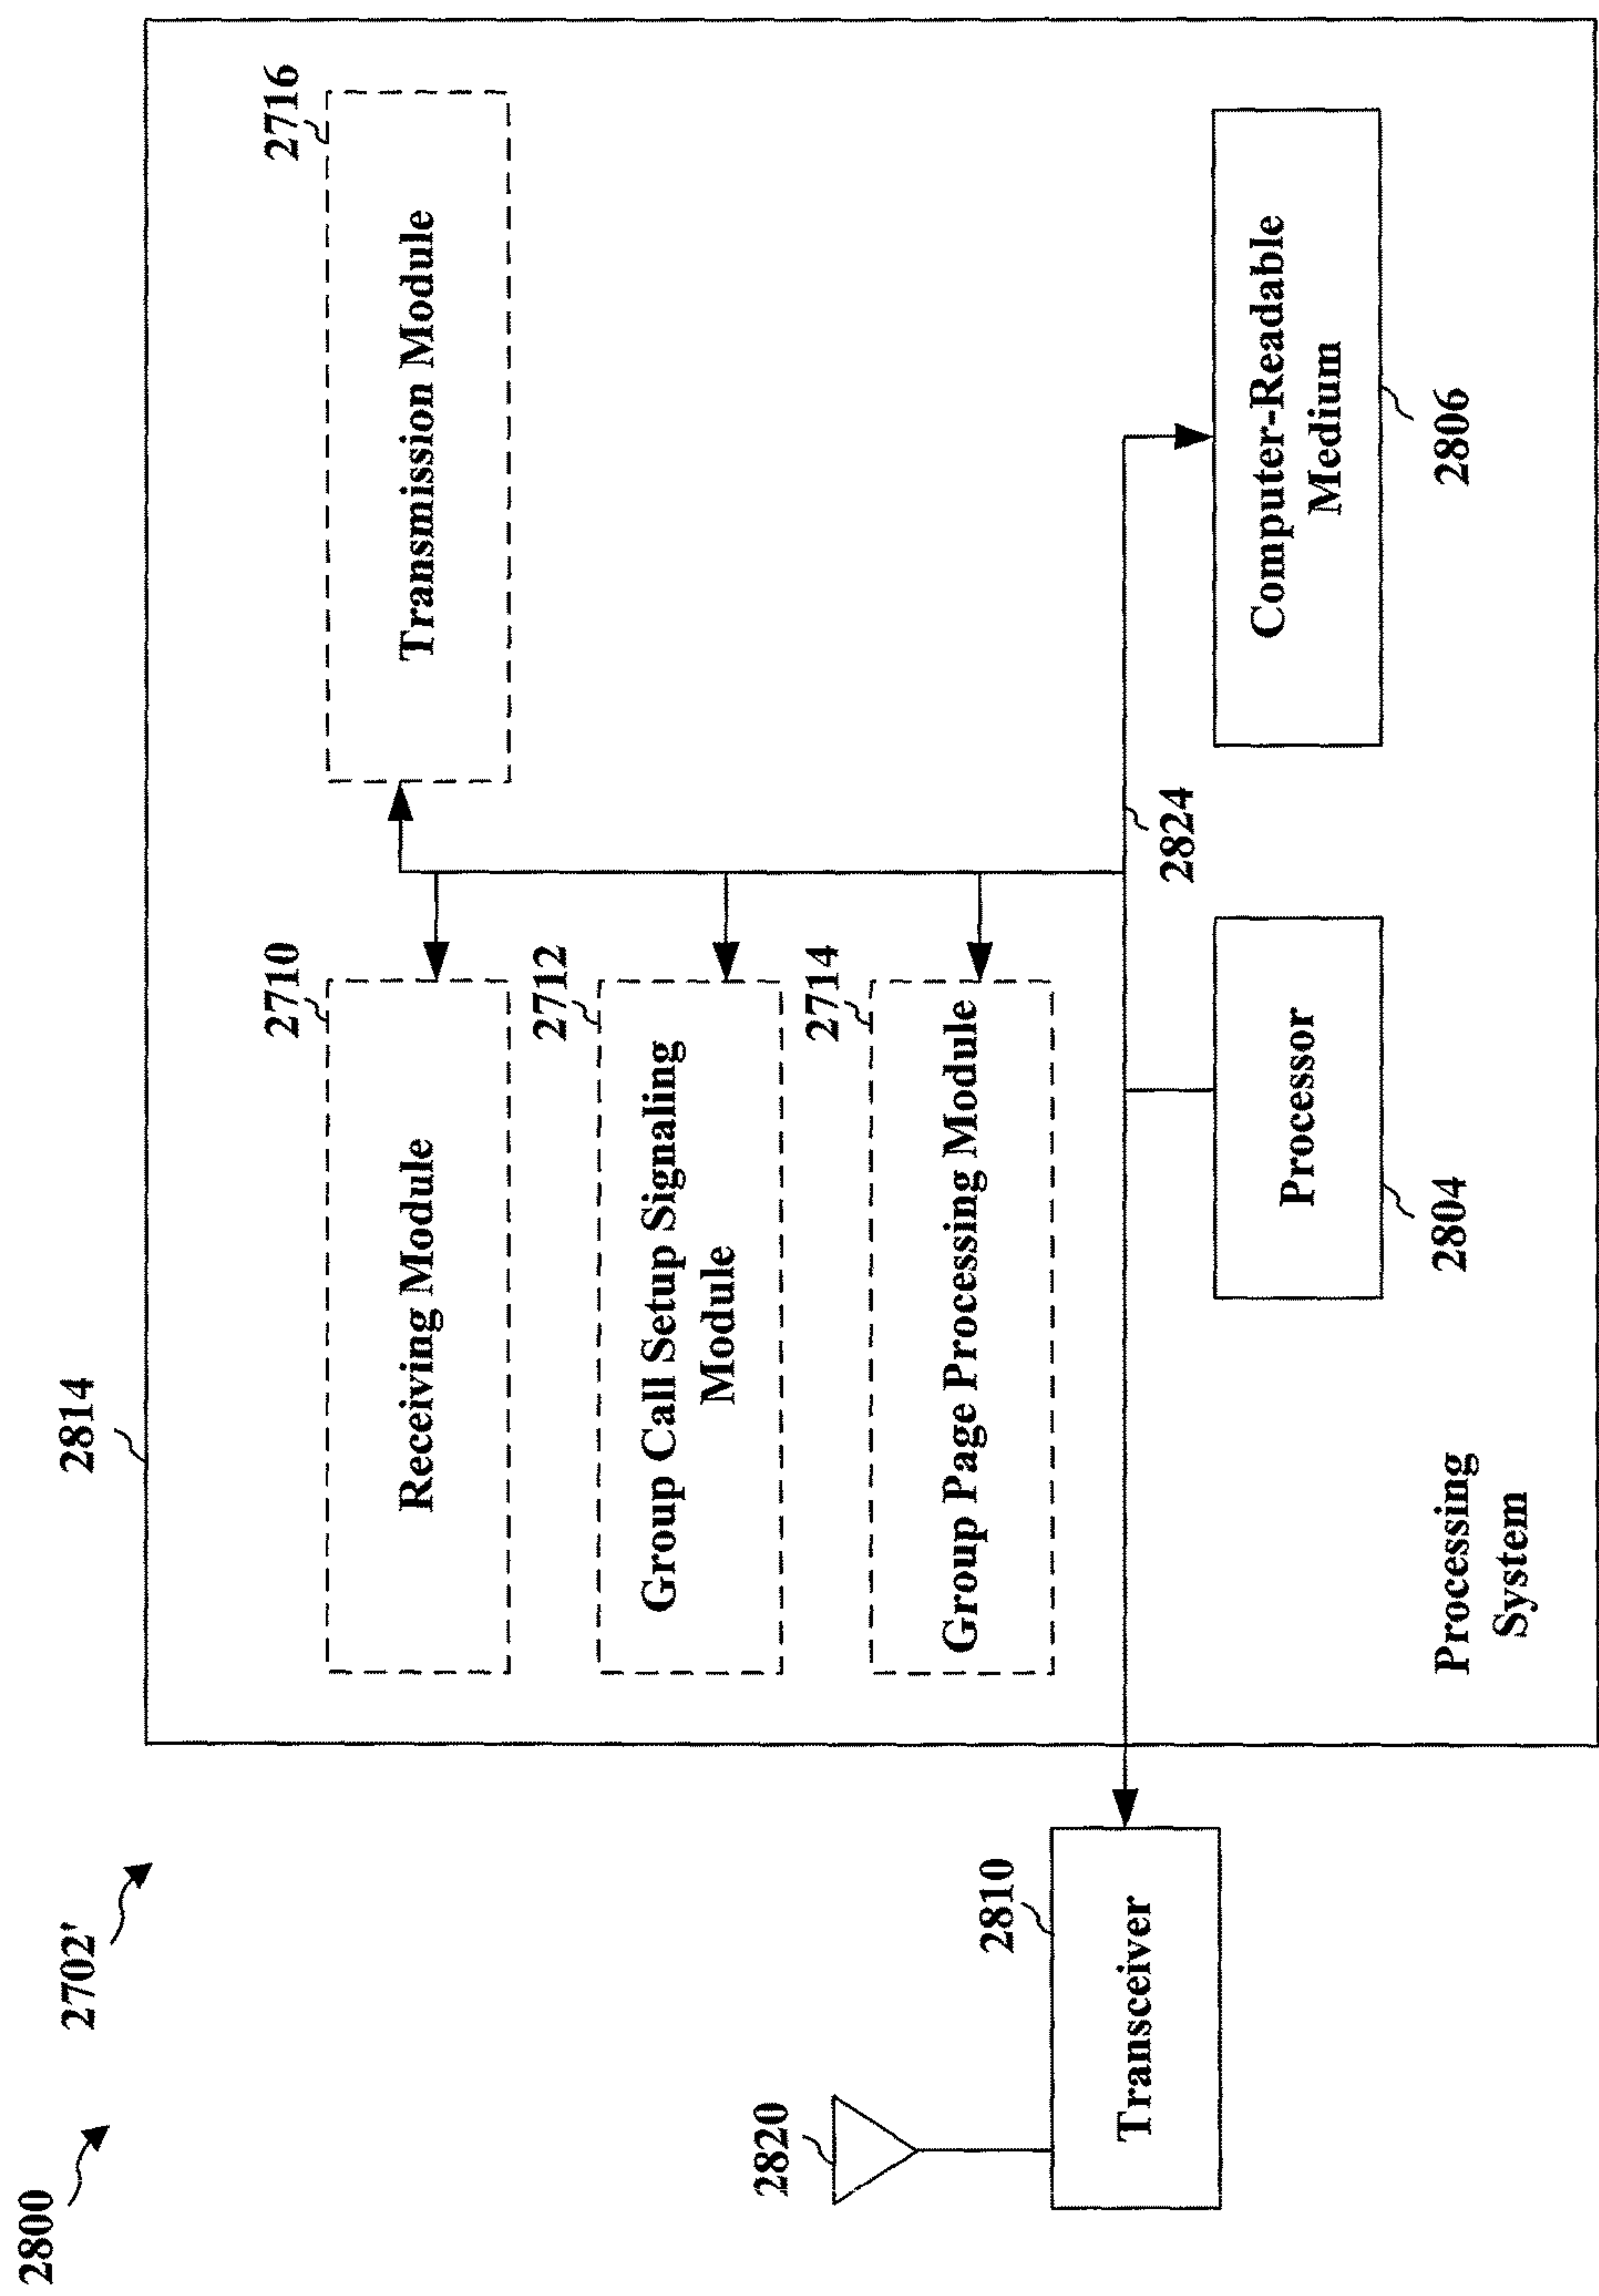 2800
2702'
2814
2710
Receiving Module
2716
Transmission Module
2712
Group Call Setup Signaling
Module
2714
Group Page Processing Module
2820
2810
Transceiver
2824
Processor
2804
Computer-Readable
Medium
2806
Processing
System